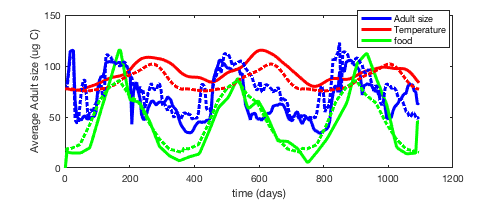 150
100
50
0
Average Adult size (ug C)
Adult size
Temperature
food
0 200 400 600 800 1000 1200
time (days)